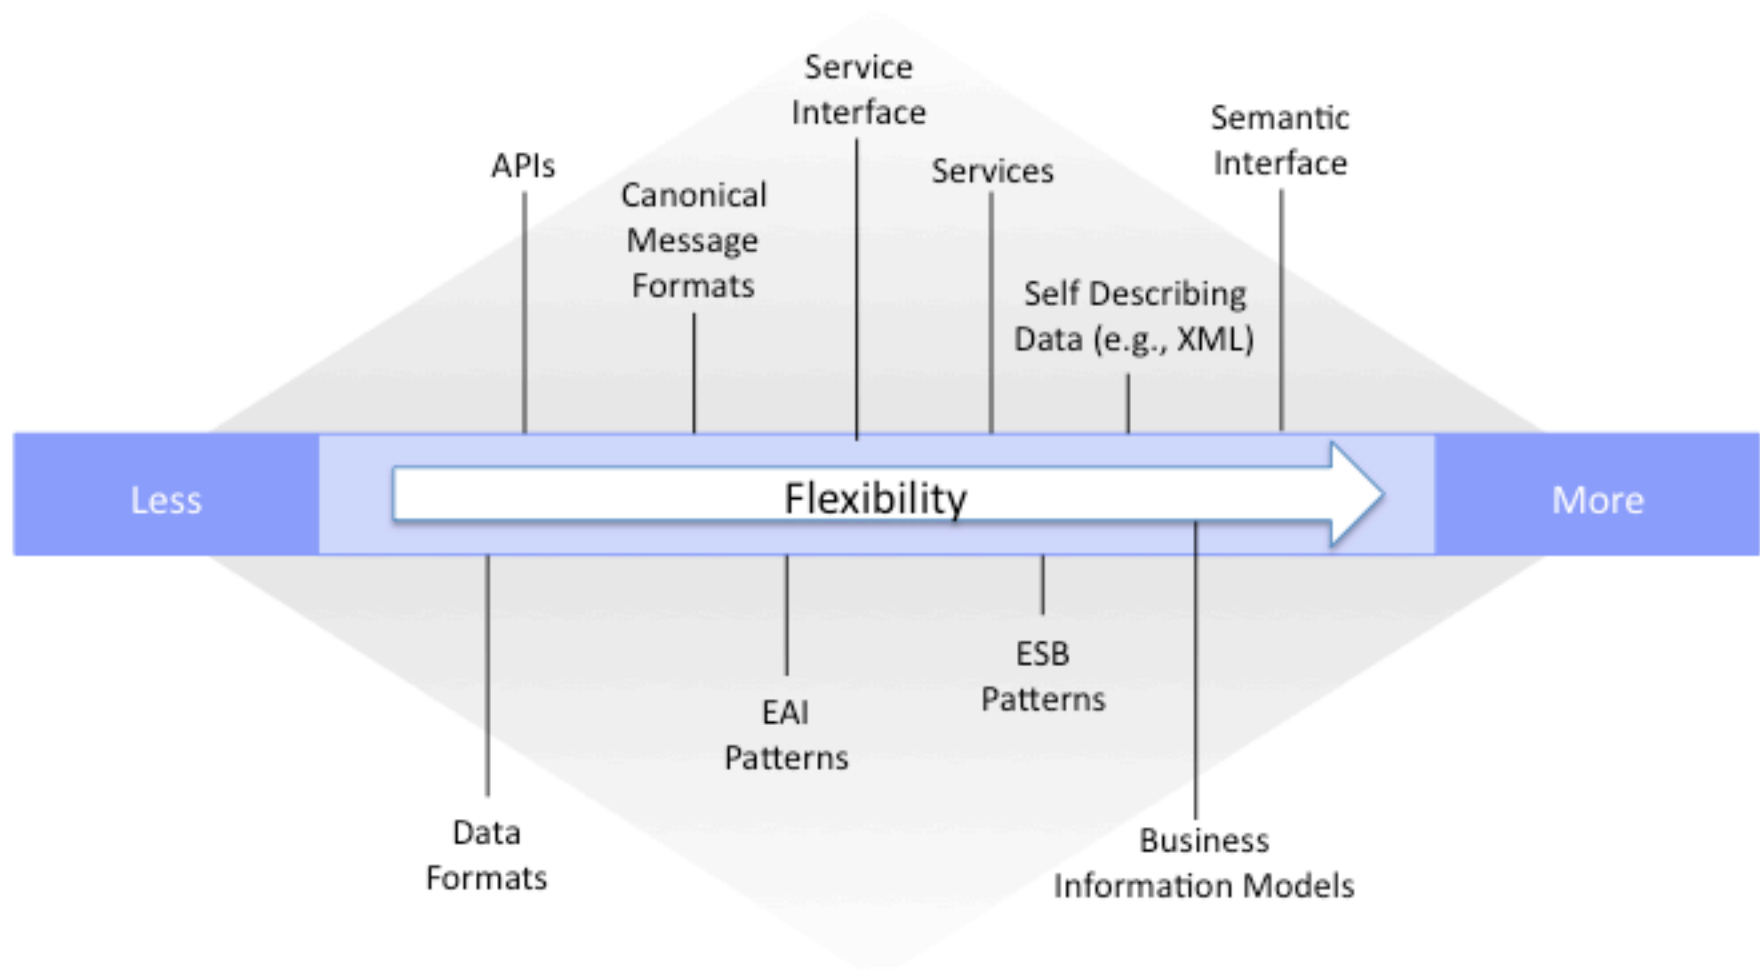 Service
Interface
Semantic
Interface
APIs
Services
Canonical
Message
Formats
Self Describing
Data (e.g., XML)
Less
Flexibility
More
ESB
Patterns
EAI
Patterns
Data
Formats
Business
Information Models